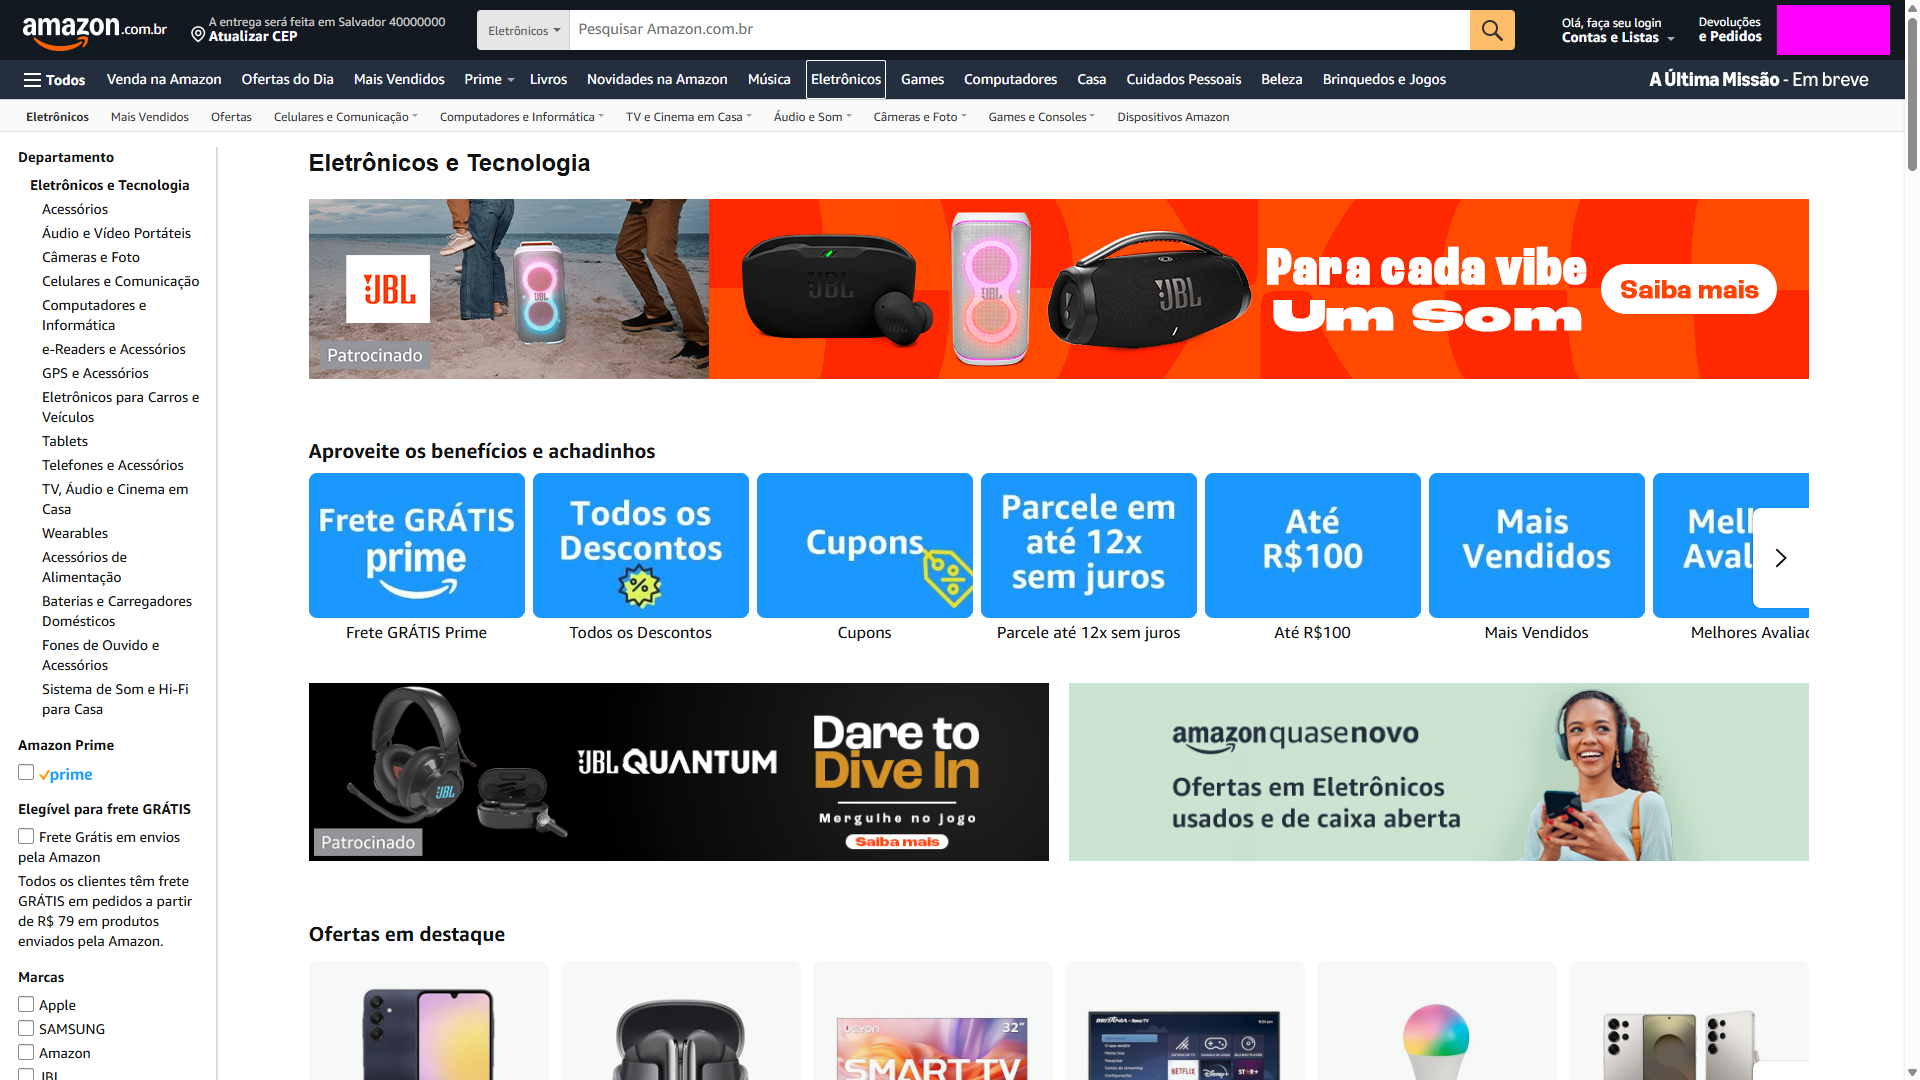 amazon.com.br
A entrega será feita em Salvador 40000000
Atualizar CEP
Eletrônicos
Pesquisar Amazon.com.br
Olá, faça seu login
Contas e Listas
Devoluções
e Pedidos
Todos
Venda na Amazon
Ofertas do Dia
Mais Vendidos
Prime
Livros
Novidades na Amazon
Música
Eletrônicos
Games
Computadores
Casa
Cuidados Pessoais
Beleza
Brinquedos e Jogos
A Última Missão - Em breve
Eletrônicos
Mais Vendidos
Ofertas
Celulares e Comunicação
Computadores e Informática
TV e Cinema em Casa
Áudio e Som
Câmeras e Foto
Games e Consoles
Dispositivos Amazon
Departamento
Eletrônicos e Tecnologia
Acessórios
Áudio e Vídeo Portáteis
Câmeras e Foto
Celulares e Comunicação
Computadores e
Informática
e-Readers e Acessórios
GPS e Acessórios
Eletrônicos para Carros e
Veículos
Tablets
Telefones e Acessórios
TV, Áudio e Cinema em
Casa
Wearables
Acessórios de
Alimentação
Baterias e Carregadores
Domésticos
Fones de Ouvido e
Acessórios
Sistema de Som e Hi-Fi
para Casa
Amazon Prime
prime
Elegível para frete GRÁTIS
Frete Grátis em envios
pela Amazon
Todos os clientes têm frete
GRÁTIS em pedidos a partir
de R$ 79 em produtos
enviados pela Amazon.
Marcas
Apple
SAMSUNG
Amazon
JBL
Eletrônicos e Tecnologia
JBL
JBL
Patrocinado
JBL
JBL
JBL
JBL
Para cada vibe
Um Som
Saiba mais
Aproveite os benefícios e achadinhos
Frete GRÁTIS
prime
Todos os
Descontos
%
Cupons
%
Parcele em
até 12x
sem juros
Até
R$100
Mais
Vendidos
Mell
Aval
Frete GRÁTIS Prime
Todos os Descontos
Cupons
Parcele até 12x sem juros
Até R$100
Mais Vendidos
Melhores Avaliad
JBL
Patrocinado
JBL QUANTUM
Dare to
Dive In
Mergulhe no jogo
Saiba mais
amazon quase novo
Ofertas em Eletrônicos
usados e de caixa aberta
Ofertas em destaque
32"
SMART TV
BRITÂNIA
Roku TV
NETFLIX
Disney+
STAR+